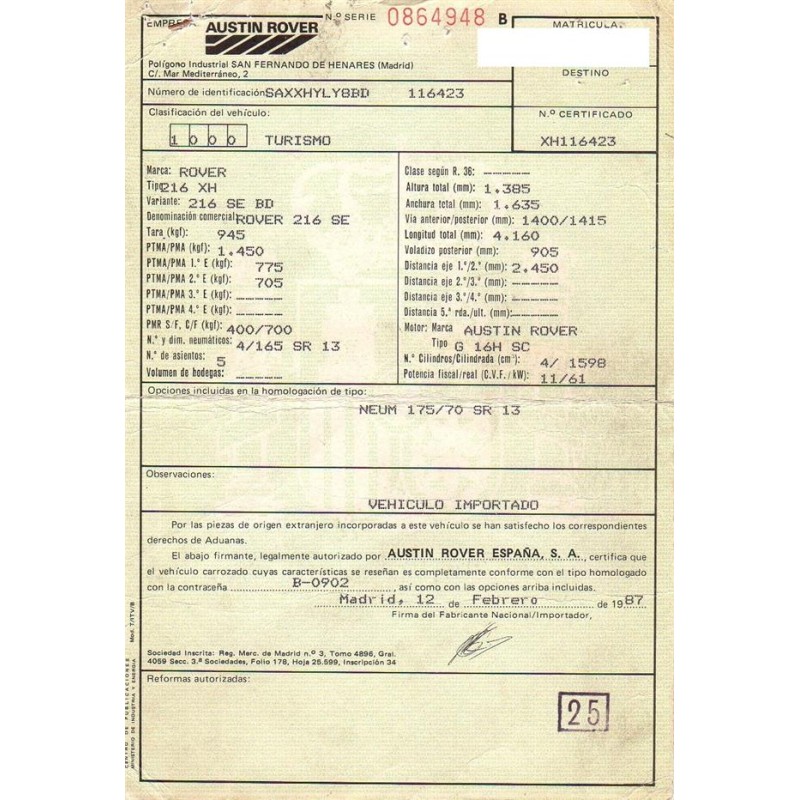 EMPRESA AUSTIN ROVER N.º SERIE 0864948 B MATRICULA:
Polígono Industrial SAN FERNANDO DE HENARES (Madrid)
C/. Mar Mediterráneo, 2
DESTINO
Número de identificación SAXXHYLY8BD 116423
Clasificación del vehículo:
1000 TURISMO
N.º CERTIFICADO
XH116423
Marca: ROVER
Tipo 216 XH
Variante: 216 SE BD
Denominación comercial: ROVER 216 SE
Tara (kgf): 945
PTMA/PMA (kgf): 1.450
PTMA/PMA 1.º E (kgf): 775
PTMA/PMA 2.º E (kgf): 705
PTMA/PMA 3.º E (kgf): --------
PTMA/PMA 4.º E (kgf): --------
PMR S/F, C/F (kgf): 400/700
N.º y dim. neumáticos: 4/165 SR 13
N.º de asientos: 5
Volumen de bodegas: --------
Clase según R. 36: --------
Altura total (mm): 1.385
Anchura total (mm): 1.635
Vía anterior/posterior (mm): 1400/1415
Longitud total (mm): 4.160
Voladizo posterior (mm): 905
Distancia eje 1.º/2.º (mm): 2.450
Distancia eje 2.º/3.º (mm): --------
Distancia eje 3.º/4.º (mm): --------
Distancia 5.ª rda./ult. (mm): --------
Motor: Marca AUSTIN ROVER
Tipo G 16H SC
N.º Cilindros/Cilindrada (cm³): 4/ 1598
Potencia fiscal/real (C.V.F./kW): 11/61
Opciones incluidas en la homologación de tipo:
NEUM 175/70 SR 13
Observaciones:
VEHICULO IMPORTADO
Por las piezas de origen extranjero incorporadas a este vehículo se han satisfecho los correspondientes
derechos de Aduanas.
El abajo firmante, legalmente autorizado por AUSTIN ROVER ESPAÑA, S. A., certifica que
el vehículo carrozado cuyas características se reseñan es completamente conforme con el tipo homologado
con la contraseña B-0902, así como con las opciones arriba incluidas.
Madrid, 12 de Febrero de 1987
Firma del Fabricante Nacional/Importador,
Sociedad Inscrita: Reg. Merc. de Madrid n.º 3, Tomo 4896, Gral.
4059 Secc. 3.ª Sociedades, Folio 178, Hoja 25.599, Inscripción 34
Reformas autorizadas:
25
CENTRO DE PUBLICACIONES Mod. T/ITV/B
MINISTERIO DE INDUSTRIA Y ENERGIA